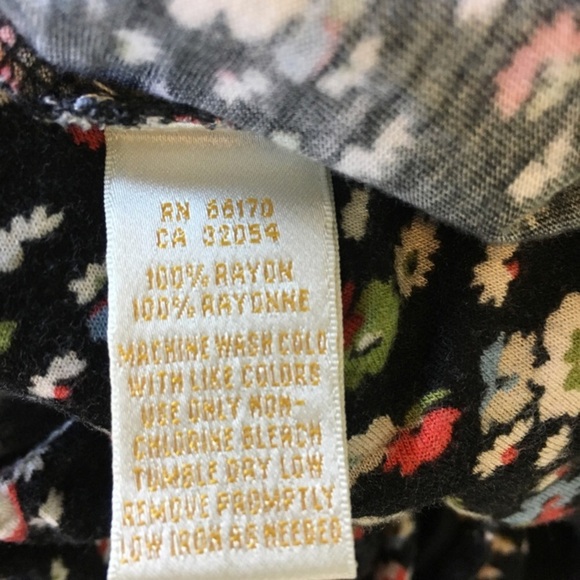 RN 66170
CA 32054
100% RAYON
100% RAYONNE
MACHINE WASH COLD
WITH LIKE COLORS
USE ONLY NON-
CHLORINE BLEACH
TUMBLE DRY LOW
REMOVE PROMPTLY
LOW IRON AS NEEDED